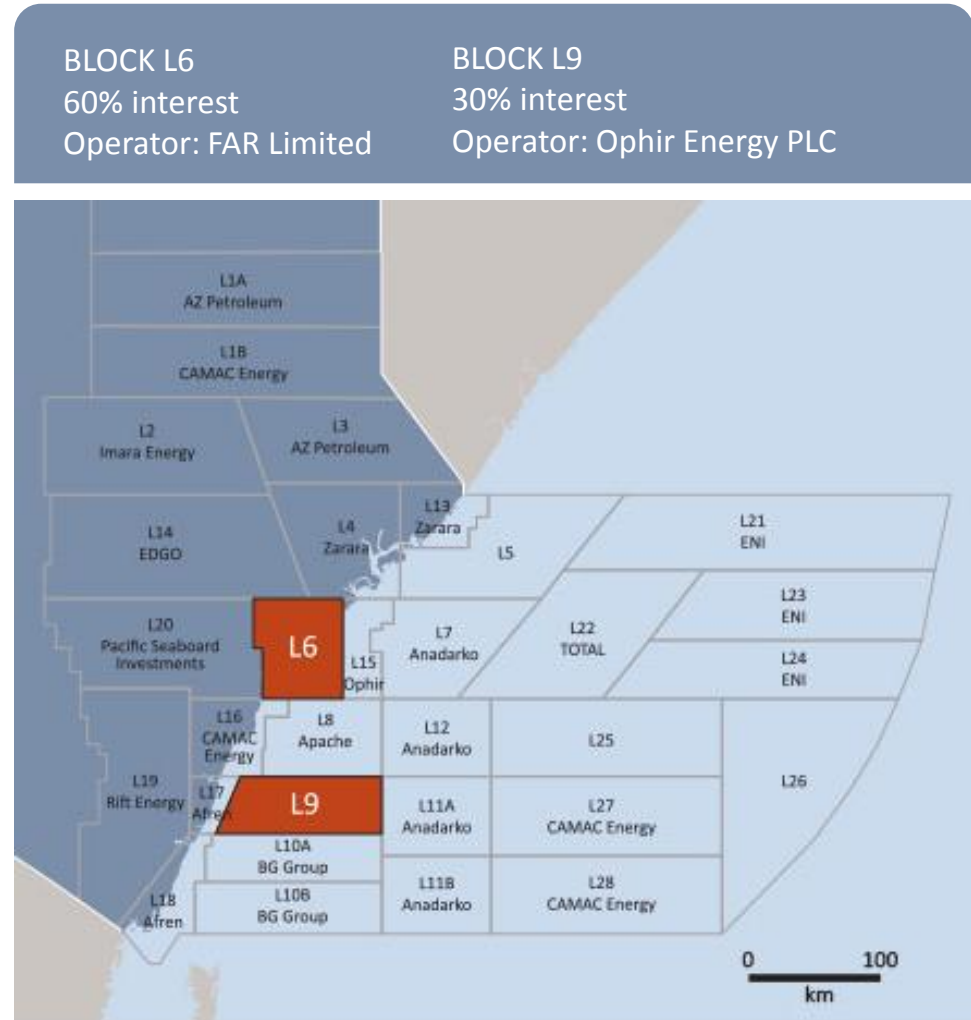 BLOCK L6
60% interest
Operator: FAR Limited
BLOCK L9
30% interest
Operator: Ophir Energy PLC
L1A
AZ Petroleum
L1B
CAMAC Energy
L2
Imara Energy
L3
AZ Petroleum
L13
Zarara
L14
EDGO
L4
Zarara
L5
L21
ENI
L20
Pacific Seaboard
Investments
L6
L15
Ophir
L7
Anadarko
L22
TOTAL
L23
ENI
L24
ENI
L16
CAMAC
Energy
L8
Apache
L12
Anadarko
L25
L26
L19
Rift Energy
L17
Afren
L9
L11A
Anadarko
L27
CAMAC Energy
L10A
BG Group
L18
Afren
L10B
BG Group
L11B
Anadarko
L28
CAMAC Energy
0 100
km